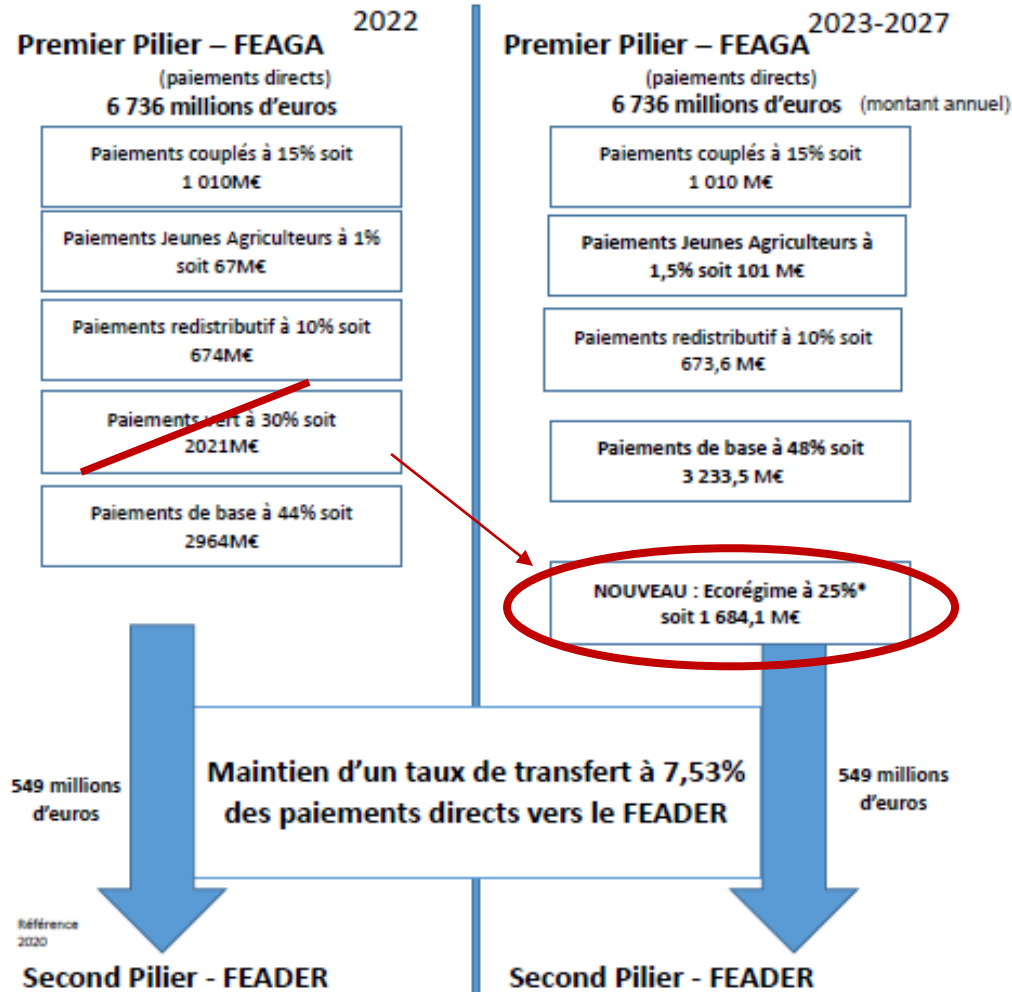 2022
Premier Pilier – FEAGA
(paiements directs)
6 736 millions d'euros
Paiements couplés à 15% soit
1 010M€
Paiements Jeunes Agriculteurs à 1%
soit 67M€
Paiements redistributif à 10% soit
674M€
Paiements vert à 30% soit
2021M€
Paiements de base à 44% soit
2964M€
549 millions
d'euros
Référence
2020
Second Pilier - FEADER
2023-2027
Premier Pilier – FEAGA
(paiements directs)
6 736 millions d'euros (montant annuel)
Paiements couplés à 15% soit
1 010 M€
Paiements Jeunes Agriculteurs à
1,5% soit 101 M€
Paiements redistributif à 10% soit
673,6 M€
Paiements de base à 48% soit
3 233,5 M€
NOUVEAU : Ecorégime à 25%*
soit 1 684,1 M€
Maintien d'un taux de transfert à 7,53%
des paiements directs vers le FEADER
549 millions
d'euros
Second Pilier - FEADER